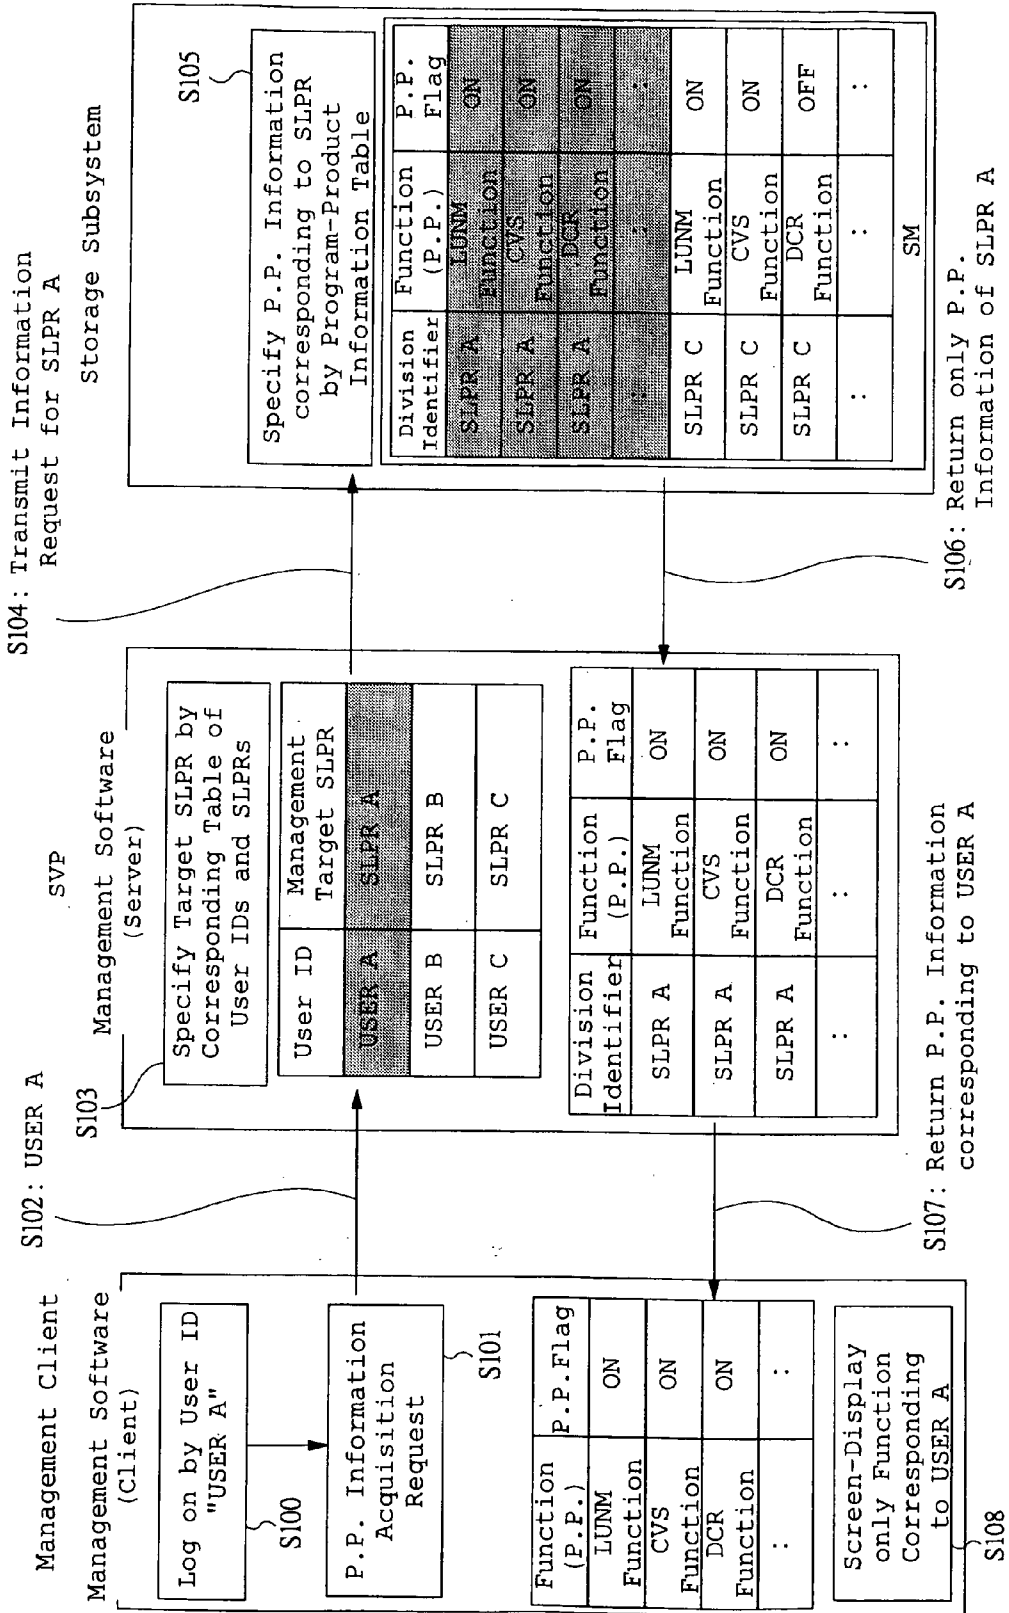 Management Client
Management Software
(Client)
Log on by User ID
"USER A"
S100
P.P. Information
Acquisition
Request
S101
Function
(P.P.)
P.P.Flag
LUNM
Function
ON
CVS
Function
ON
DCR
Function
ON
:
:
Screen-Display
only Function
Corresponding
to USER A
S108
S102: USER A
S107: Return P.P. Information
corresponding to USER A
SVP
Management Software
(Server)
S103
Specify Target SLPR by
Corresponding Table of
User IDs and SLPRs
User ID
Management
Target SLPR
USER A
SLPR A
USER B
SLPR B
USER C
SLPR C
Division
Identifier
Function
(P.P.)
P.P.
Flag
SLPR A
LUNM
Function
ON
SLPR A
CVS
Function
ON
SLPR A
DCR
Function
ON
:
:
:
S104: Transmit Information
Request for SLPR A
S106: Return only P.P.
Information of SLPR A
Storage Subsystem
S105
Specify P.P. Information
corresponding to SLPR
by Program-Product
Information Table
Division
Identifier
Function
(P.P.)
P.P.
Flag
SLPR A
LUNM
Function
ON
SLPR A
CVS
Function
ON
SLPR A
DCR
Function
ON
:
:
:
SLPR C
LUNM
Function
ON
SLPR C
CVS
Function
ON
SLPR C
DCR
Function
OFF
:
:
:
SM